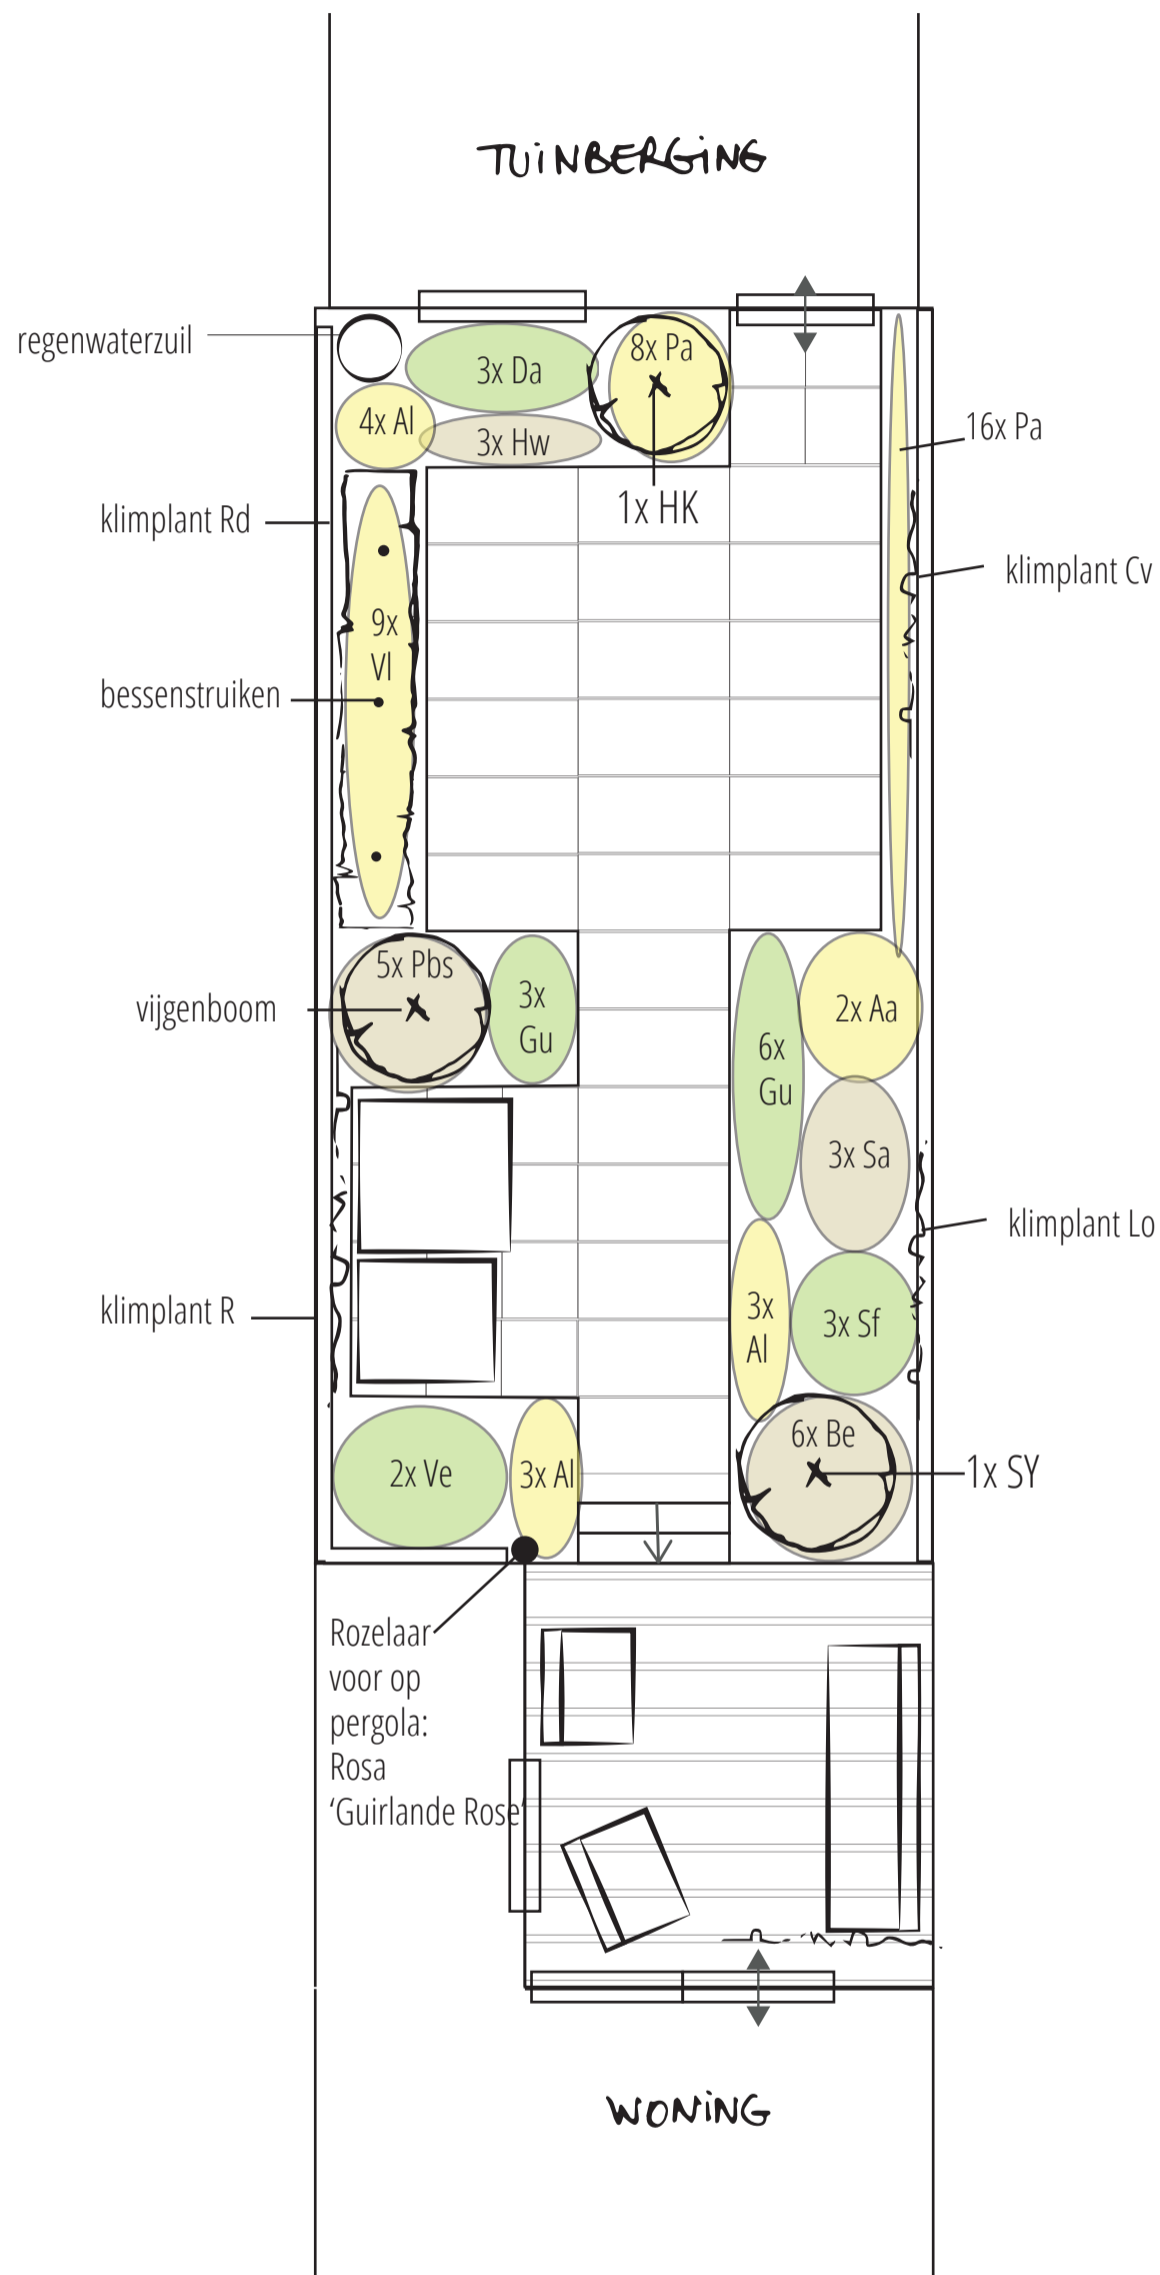 TUiNBERGiNG
regenwaterzuil
3x Da
8x Pa
4x Al
3x Hw
16x Pa
1x HK
klimplant Rd
klimplant Cv
9x
Vl
bessenstruiken
5x Pbs
vijgenboom
3x
Gu
6x
Gu
2x Aa
3x Sa
klimplant Lo
klimplant R
3x
Al
3x Sf
6x Be
2x Ve
3x Al
1x SY
Rozelaar
voor op
pergola:
Rosa
‘Guirlande Rose’
WONiNG